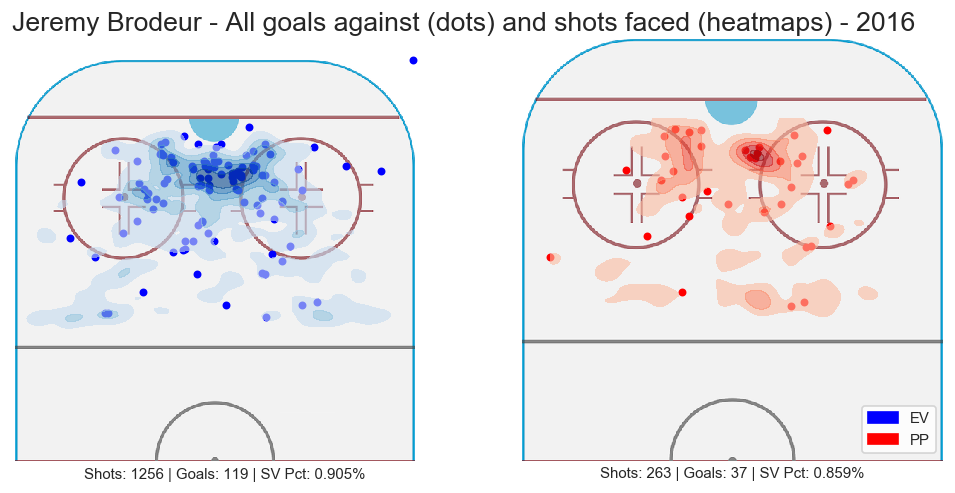 Jeremy Brodeur - All goals against (dots) and shots faced (heatmaps) - 2016
EV
PP
Shots: 1256 | Goals: 119 | SV Pct: 0.905%
Shots: 263 | Goals: 37 | SV Pct: 0.859%